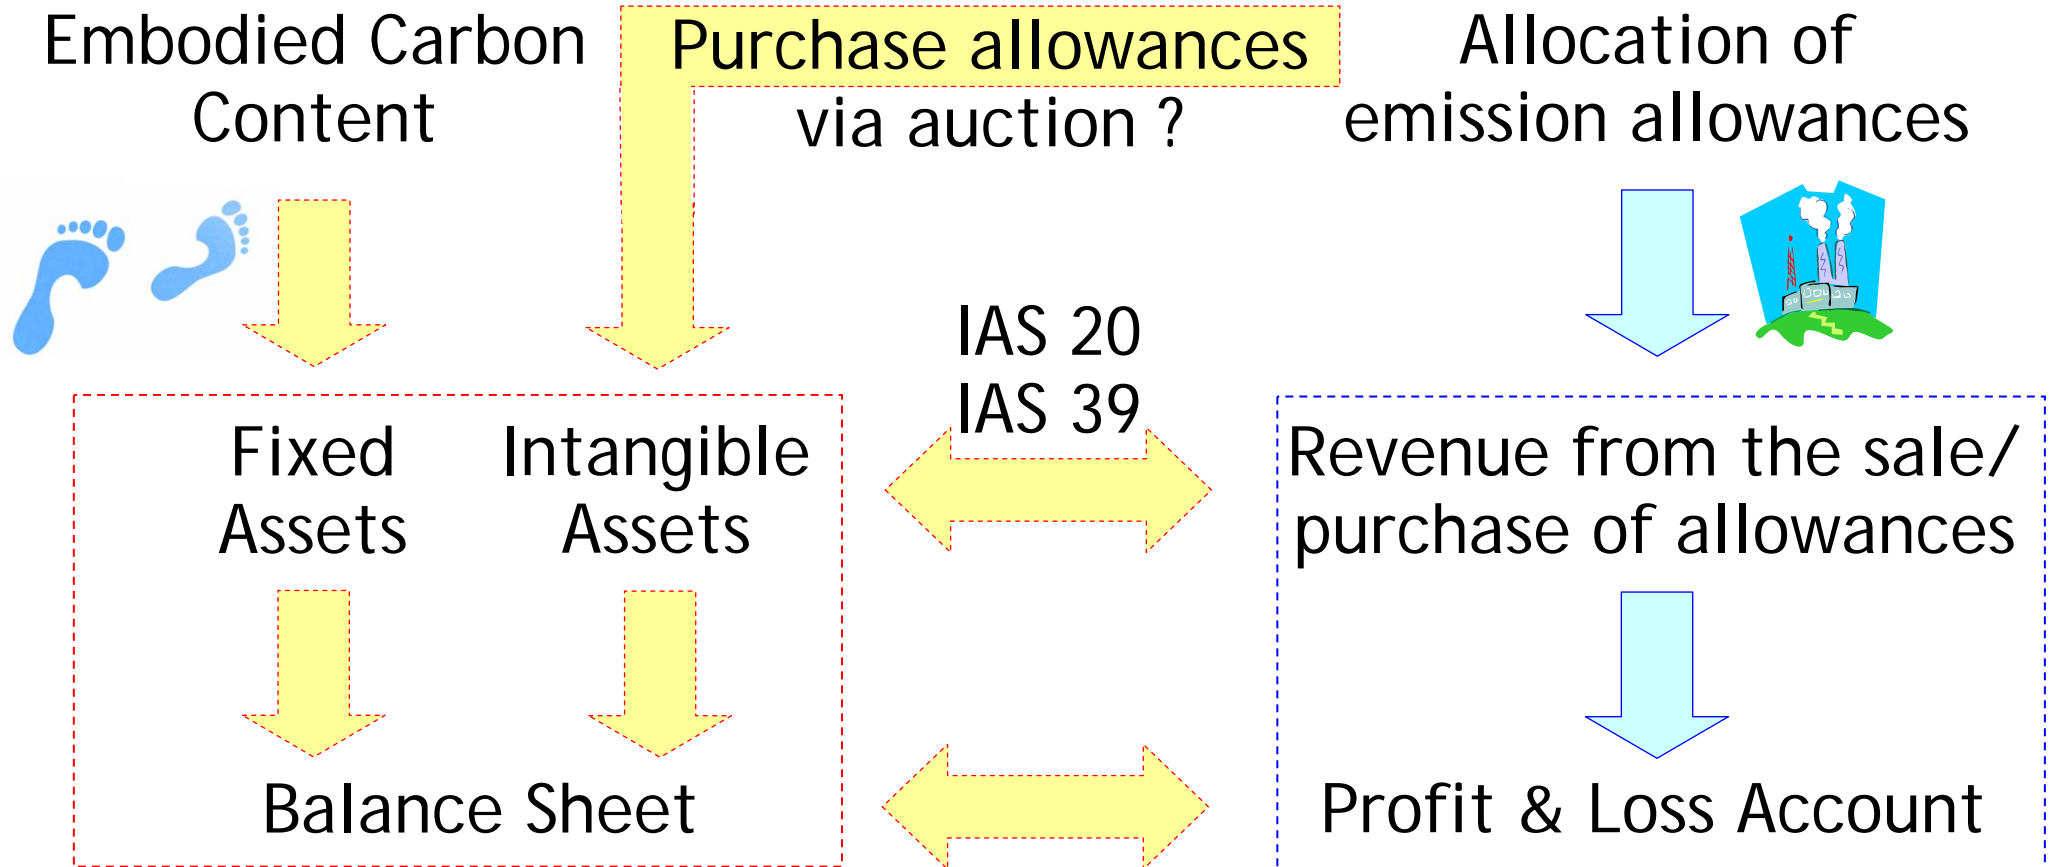 Embodied Carbon
Content
Purchase allowances
via auction ?
Allocation of
emission allowances
IAS 20
IAS 39
Fixed
Assets
Intangible
Assets
Revenue from the sale/
purchase of allowances
Balance Sheet
Profit & Loss Account